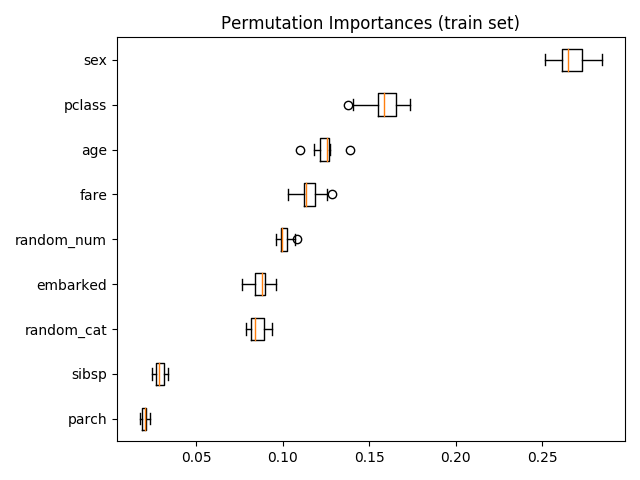 Permutation Importances (train set)
sex
pclass
age
fare
random_num
embarked
random_cat
sibsp
parch
0.05 0.10 0.15 0.20 0.25